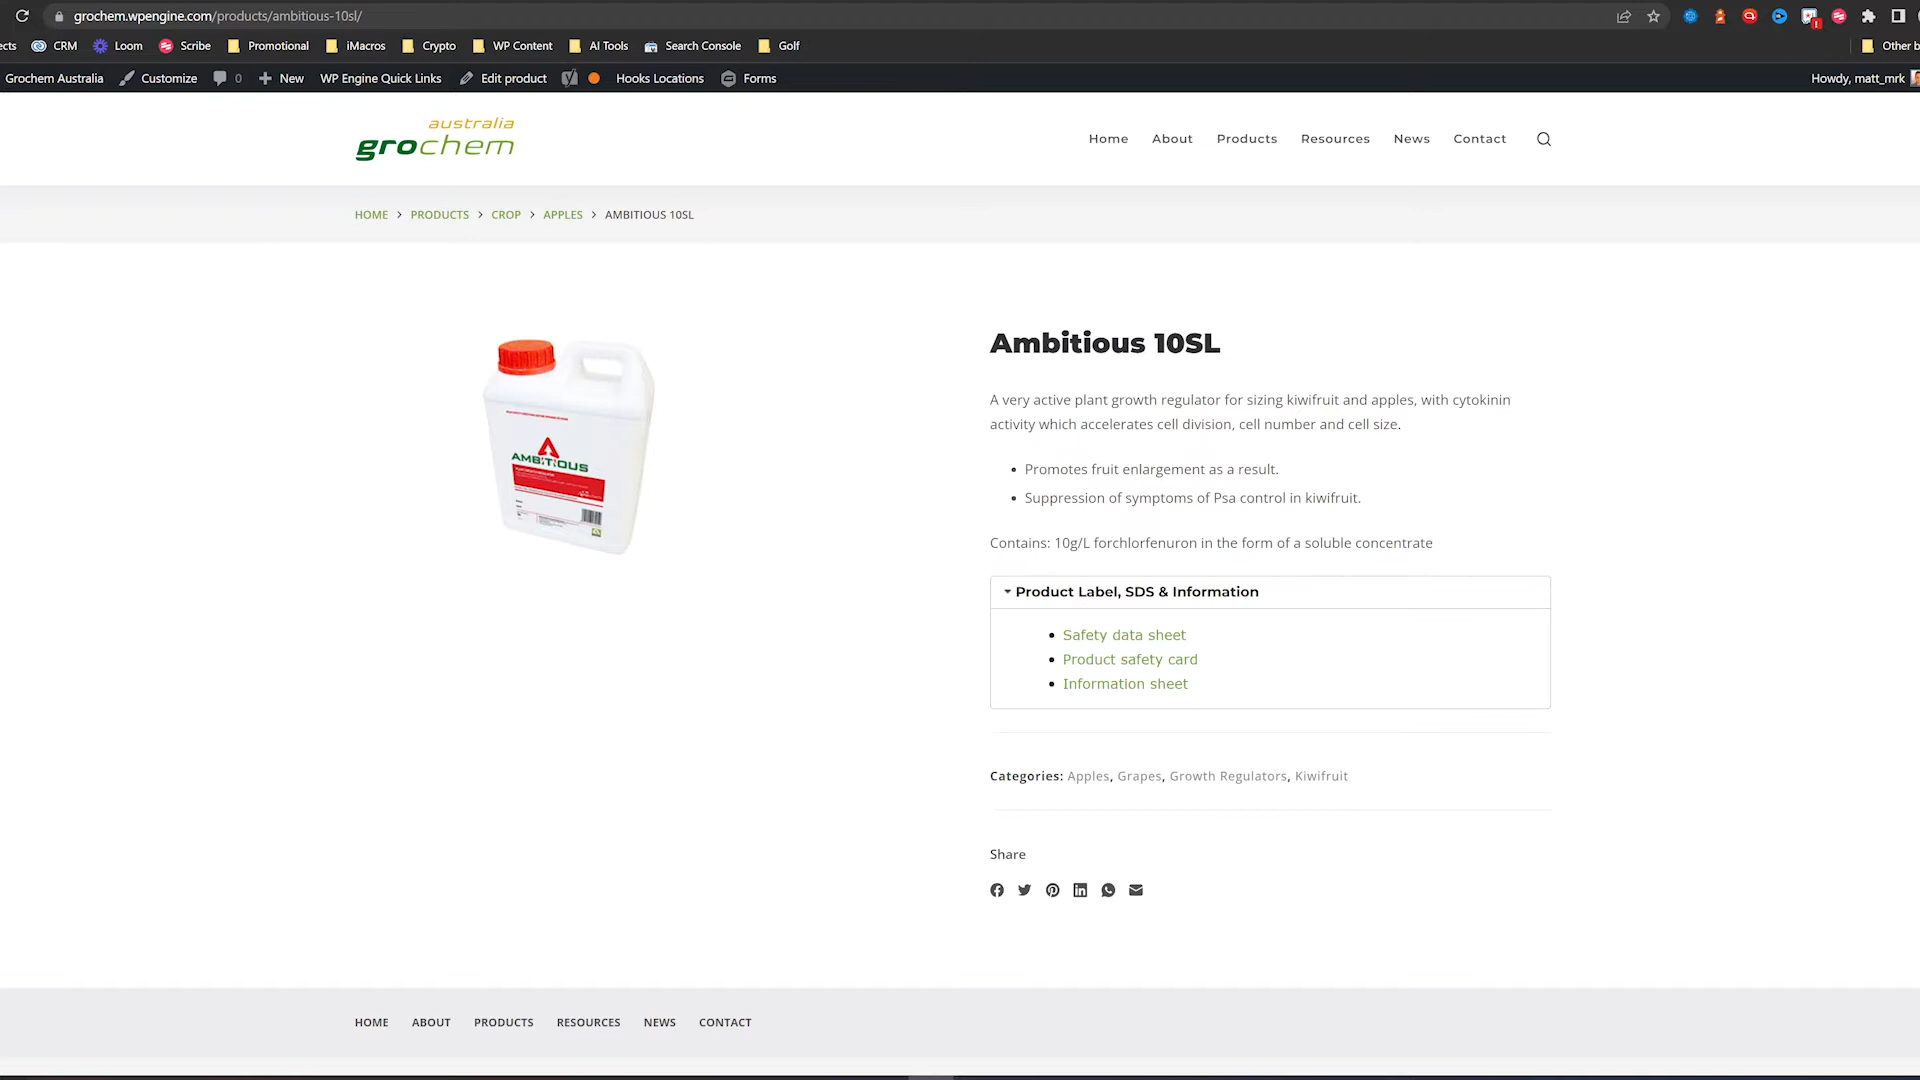 grochem.wpengine.com/products/ambitious-10sl/
ects CRM Loom Scribe Promotional iMacros Crypto WP Content AI Tools Search Console Golf Other b
Grochem Australia Customize 0 New WP Engine Quick Links Edit product Hooks Locations Forms Howdy, matt_mrk
australia
grochem
Home About Products Resources News Contact
HOME > PRODUCTS > CROP > APPLES > AMBITIOUS 10SL
AMBITIOUS
Ambitious 10SL
A very active plant growth regulator for sizing kiwifruit and apples, with cytokinin
activity which accelerates cell division, cell number and cell size.
• Promotes fruit enlargement as a result.
• Suppression of symptoms of Psa control in kiwifruit.
Contains: 10g/L forchlorfenuron in the form of a soluble concentrate
Product Label, SDS & Information
• Safety data sheet
• Product safety card
• Information sheet
Categories: Apples, Grapes, Growth Regulators, Kiwifruit
Share
HOME ABOUT PRODUCTS RESOURCES NEWS CONTACT